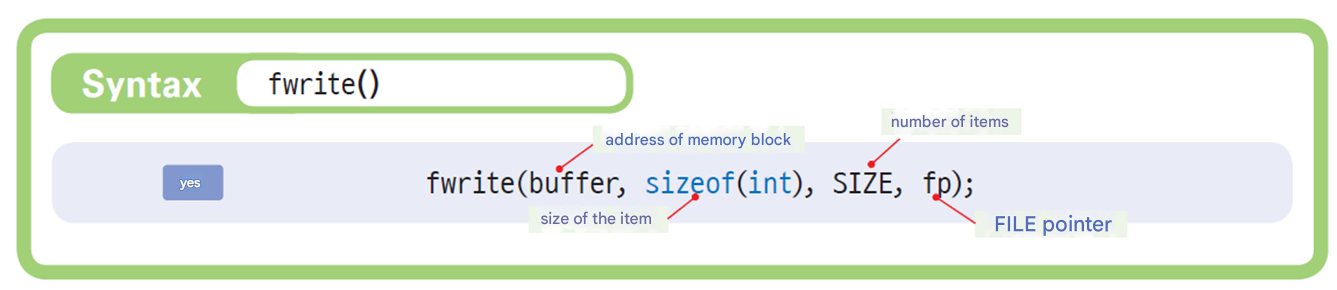 Syntax fwrite()
number of items
address of memory block
yes fwrite(buffer, sizeof(int), SIZE, fp);
size of the item
FILE pointer